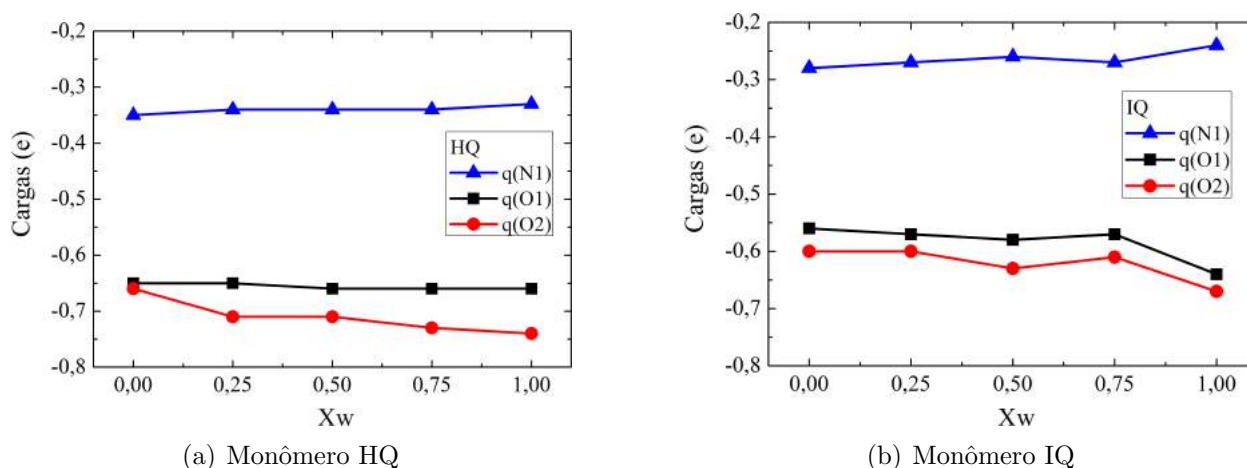 -0,2
-0,3
-0,4
-0,5
-0,6
-0,7
-0,8
Cargas (e)
HQ
q(N1)
q(O1)
q(O2)
0,00 0,25 0,50 0,75 1,00
Xw
(a) Monômero HQ
-0,2
-0,3
-0,4
-0,5
-0,6
-0,7
-0,8
Cargas (e)
IQ
q(N1)
q(O1)
q(O2)
0,00 0,25 0,50 0,75 1,00
Xw
(b) Monômero IQ